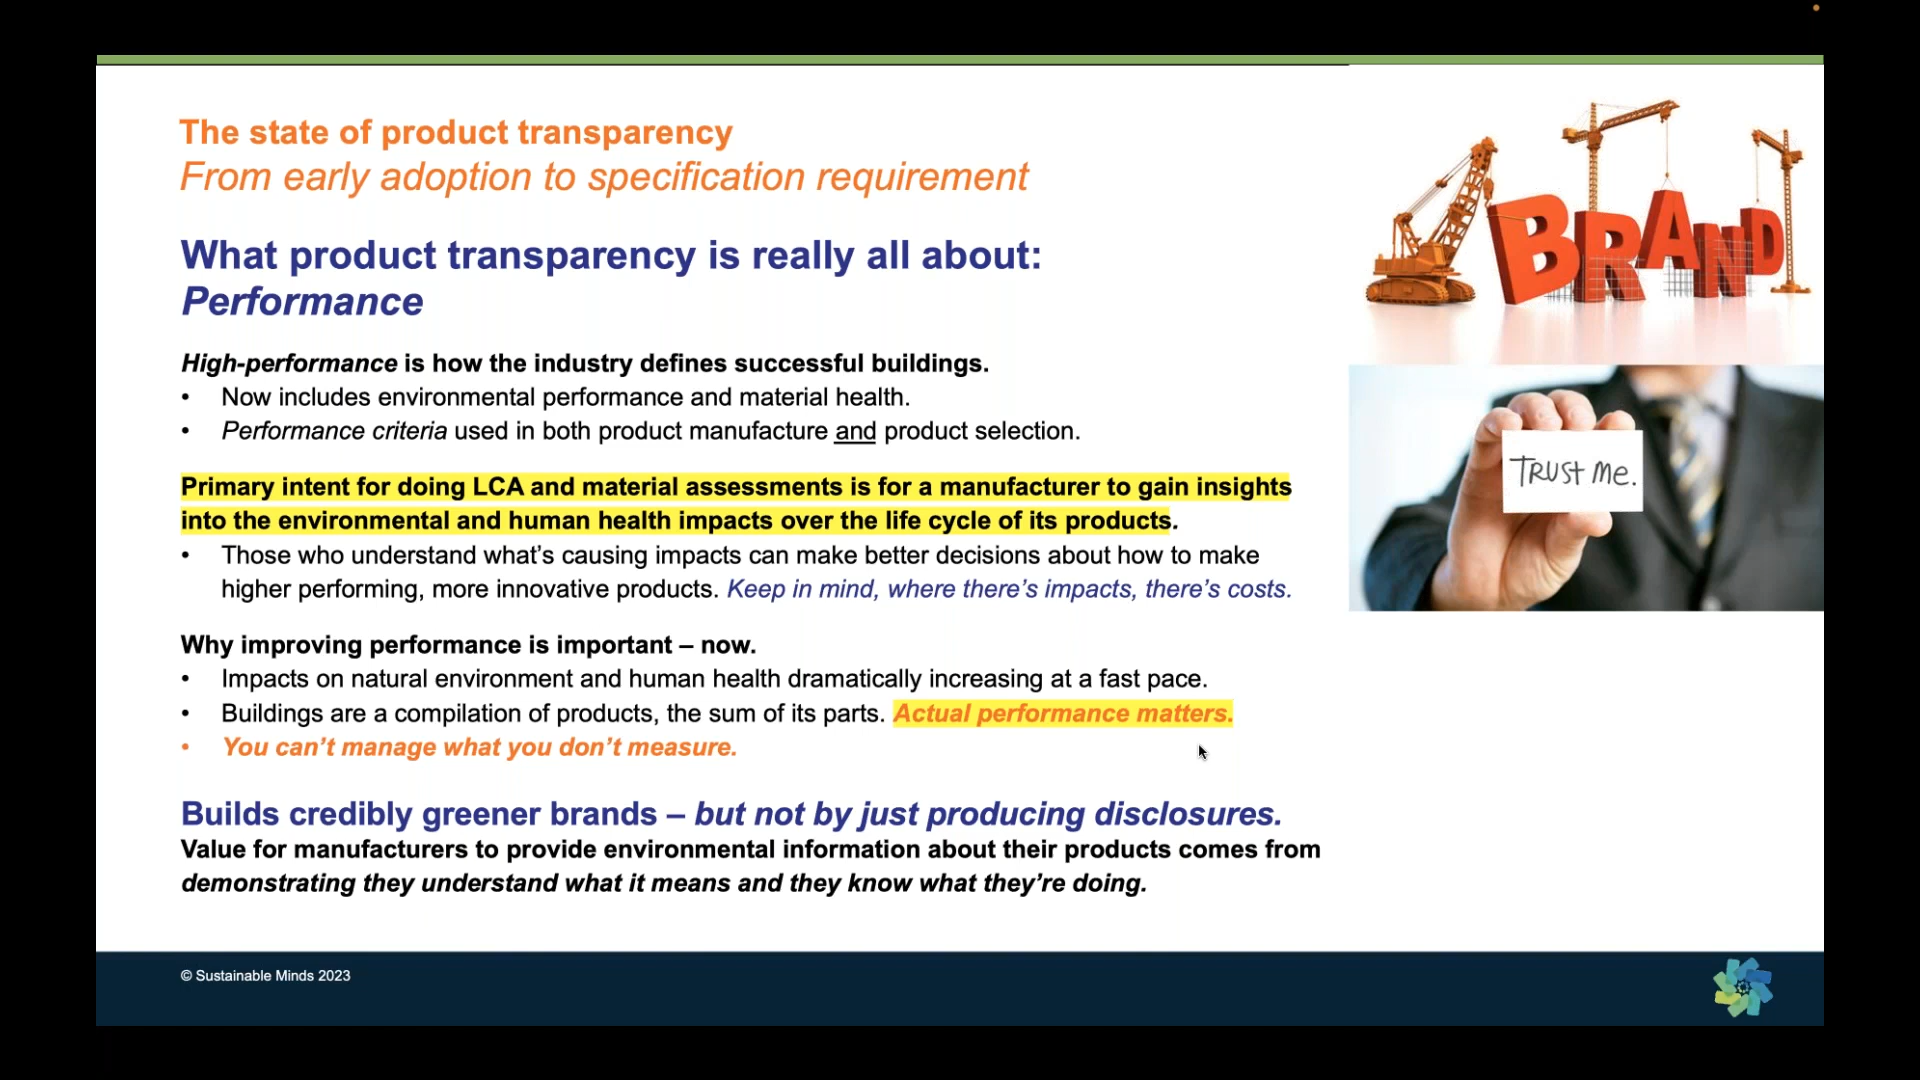 The state of product transparency
From early adoption to specification requirement
What product transparency is really all about:
Performance
High-performance is how the industry defines successful buildings.
• Now includes environmental performance and material health.
• Performance criteria used in both product manufacture and product selection.
Primary intent for doing LCA and material assessments is for a manufacturer to gain insights
into the environmental and human health impacts over the life cycle of its products.
• Those who understand what’s causing impacts can make better decisions about how to make
higher performing, more innovative products. Keep in mind, where there’s impacts, there’s costs.
Why improving performance is important – now.
• Impacts on natural environment and human health dramatically increasing at a fast pace.
• Buildings are a compilation of products, the sum of its parts. Actual performance matters.
• You can’t manage what you don’t measure.
Builds credibly greener brands – but not by just producing disclosures.
Value for manufacturers to provide environmental information about their products comes from
demonstrating they understand what it means and they know what they’re doing.
BRAND
TRUST ME.
© Sustainable Minds 2023